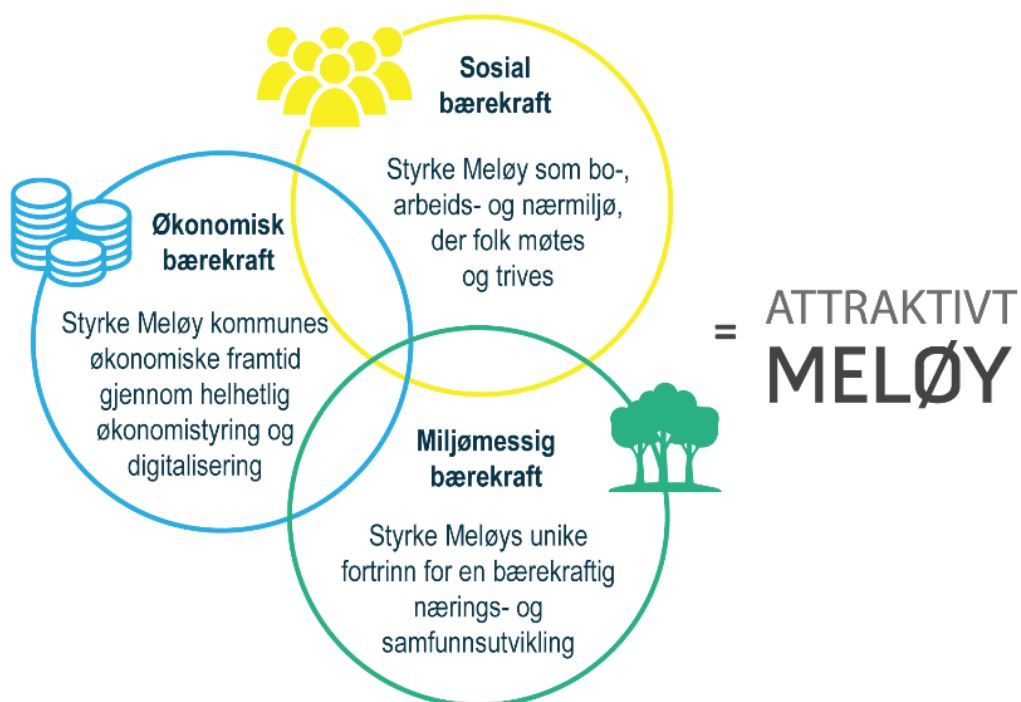 Sosial
bærekraft
Styrke Meløy som bo-,
arbeids- og nærmiljø,
der folk møtes
og trives
Økonomisk
bærekraft
Styrke Meløy kommunes
økonomiske framtid
gjennom helhetlig
økonomistyring og
digitalisering
Miljømessig
bærekraft
Styrke Meløys unike
fortrinn for en bærekraftig
nærings- og
samfunnsutvikling
= ATTRAKTIVT
MELØY